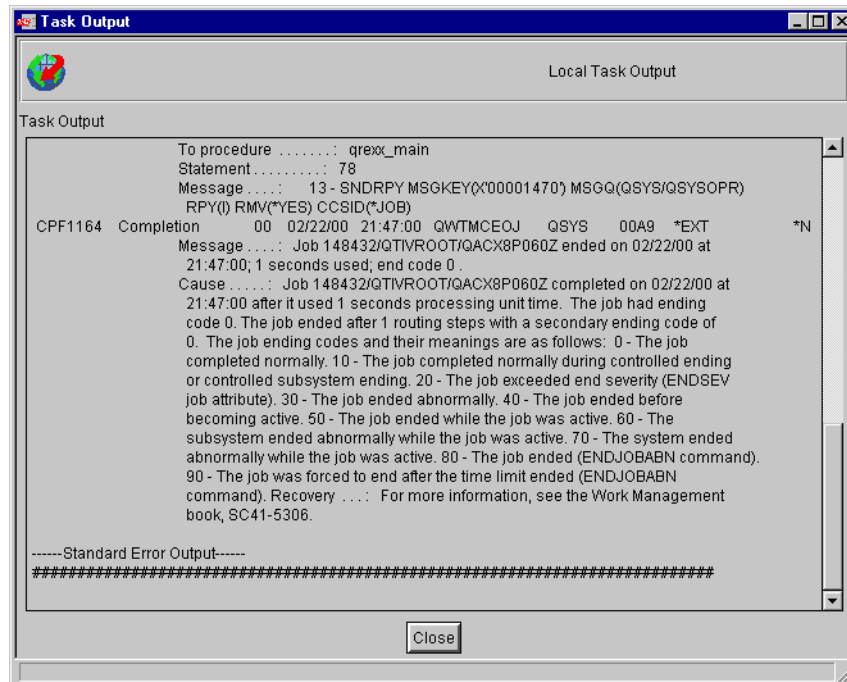 Task Output
Local Task Output
Task Output
To procedure . . . . . . . : qrexx_main
Statement . . . . . . . . . : 78
Message . . . . : 13 - SNDRPY MSGKEY(X'00001470') MSGQ(QSYS/QSYSOPR)
RPY(I) RMV(*YES) CCSID(*JOB)
CPF1164 Completion 00 02/22/00 21:47:00 QWTMCEOJ QSYS 00A9 *EXT *N
Message . . . . : Job 148432/QTIVROOT/QACX8P060Z ended on 02/22/00 at
21:47:00; 1 seconds used; end code 0 .
Cause . . . . . : Job 148432/QTIVROOT/QACX8P060Z completed on 02/22/00 at
21:47:00 after it used 1 seconds processing unit time. The job had ending
code 0. The job ended after 1 routing steps with a secondary ending code of
0. The job ending codes and their meanings are as follows: 0 - The job
completed normally. 10 - The job completed normally during controlled ending
or controlled subsystem ending. 20 - The job exceeded end severity (ENDSEV
job attribute). 30 - The job ended abnormally. 40 - The job ended before
becoming active. 50 - The job ended while the job was active. 60 - The
subsystem ended abnormally while the job was active. 70 - The system ended
abnormally while the job was active. 80 - The job ended (ENDJOBABN command).
90 - The job was forced to end after the time limit ended (ENDJOBABN
command). Recovery . . . : For more information, see the Work Management
book, SC41-5306.
------Standard Error Output------
###########################################################################
Close